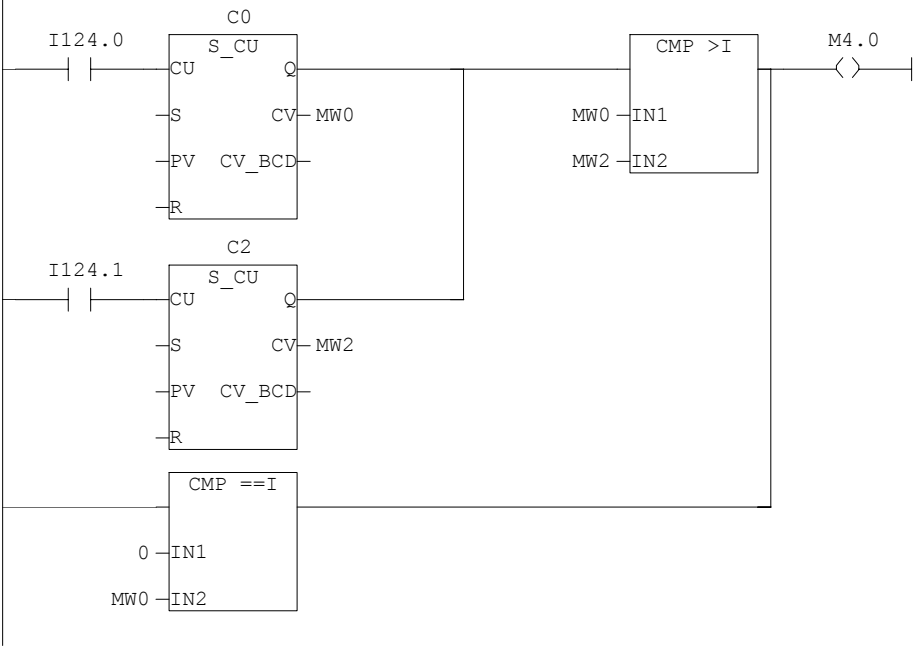 C0
I124.0 S_CU CMP >I M4.0
CU Q
S CV MW0 MW0 IN1
PV CV_BCD MW2 IN2
R
C2
I124.1 S_CU
CU Q
S CV MW2
PV CV_BCD
R
CMP ==I
0 IN1
MW0 IN2